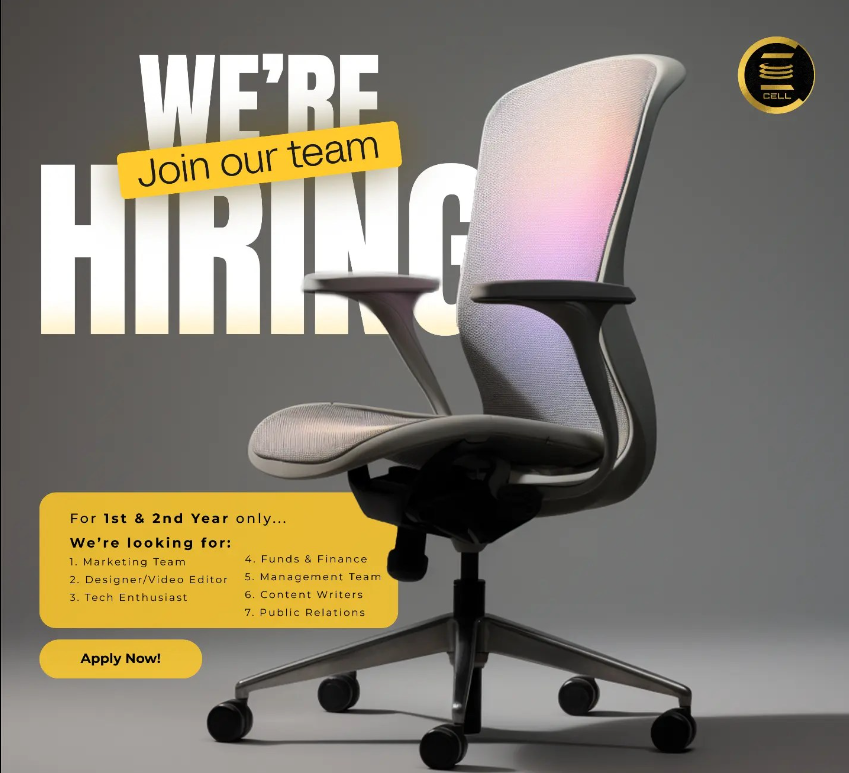 WE'RE
Join our team
HIRING
CELL
For 1st & 2nd Year only...
We're looking for:
1. Marketing Team
2. Designer/Video Editor
3. Tech Enthusiast
4. Funds & Finance
5. Management Team
6. Content Writers
7. Public Relations
Apply Now!